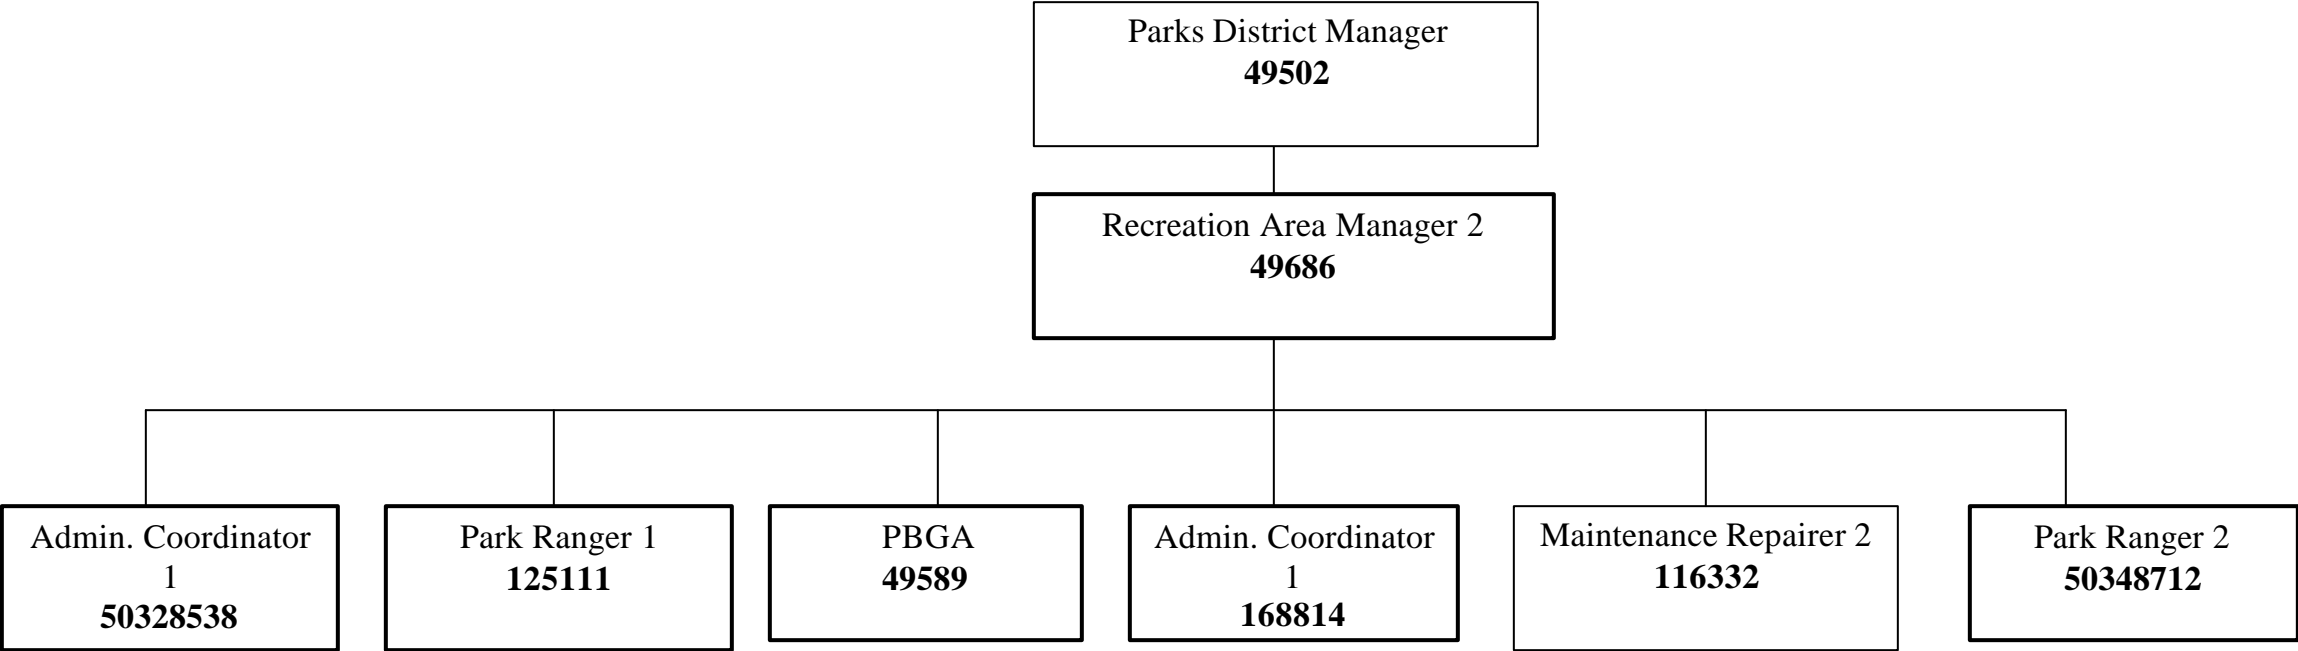 Parks District Manager
49502
Recreation Area Manager 2
49686
Admin. Coordinator
1
50328538
Park Ranger 1
125111
PBGA
49589
Admin. Coordinator
1
168814
Maintenance Repairer 2
116332
Park Ranger 2
50348712